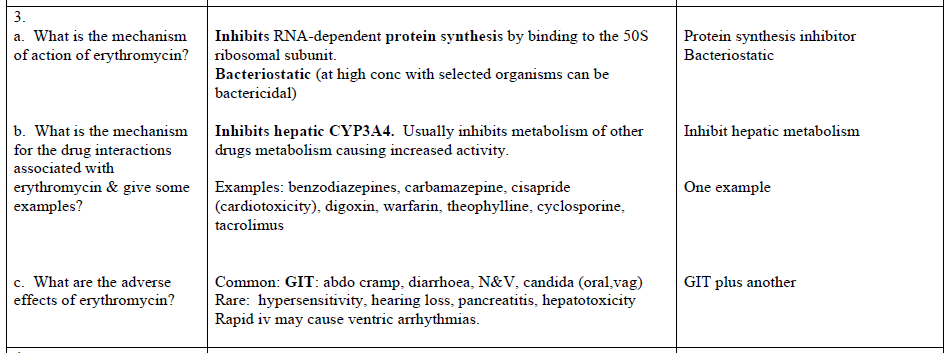 3.
a. What is the mechanism
of action of erythromycin?
Inhibits RNA-dependent protein synthesis by binding to the 50S
ribosomal subunit.
Bacteriostatic (at high conc with selected organisms can be
bactericidal)
Protein synthesis inhibitor
Bacteriostatic
b. What is the mechanism
for the drug interactions
associated with
erythromycin & give some
examples?
Inhibits hepatic CYP3A4. Usually inhibits metabolism of other
drugs metabolism causing increased activity.
Examples: benzodiazepines, carbamazepine, cisapride
(cardiotoxicity), digoxin, warfarin, theophylline, cyclosporine,
tacrolimus
Inhibit hepatic metabolism
One example
c. What are the adverse
effects of erythromycin?
Common: GIT: abdo cramp, diarrhoea, N&V, candida (oral,vag)
Rare: hypersensitivity, hearing loss, pancreatitis, hepatotoxicity
Rapid iv may cause ventric arrhythmias.
GIT plus another